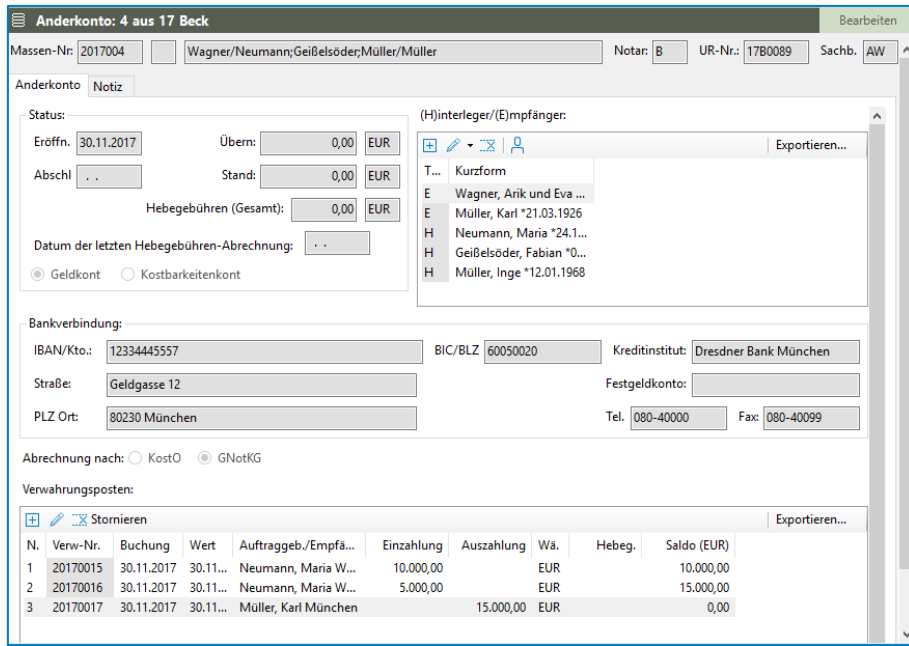 Anderkonto: 4 aus 17 Beck Bearbeiten
Massen-Nr: 2017004 Wagner/Neumann;Geißelsöder;Müller/Müller Notar: B UR-Nr.: 17B0089 Sachb. AW
Anderkonto Notiz
Status:
Eröffn. 30.11.2017 Übern: 0,00 EUR
Abschl . . Stand: 0,00 EUR
Hebegebühren (Gesamt): 0,00 EUR
Datum der letzten Hebegebühren-Abrechnung: . .
Geldkont Kostbarkeitenkont
(H)interleger/(E)mpfänger:
Exportieren...
T... Kurzform
E Wagner, Arik und Eva ...
E Müller, Karl *21.03.1926
H Neumann, Maria *24.1...
H Geißelsöder, Fabian *0...
H Müller, Inge *12.01.1968
Bankverbindung:
IBAN/Kto.: 12334445557 BIC/BLZ 60050020 Kreditinstitut: Dresdner Bank München
Straße: Geldgasse 12 Festgeldkonto:
PLZ Ort: 80230 München Tel. 080-40000 Fax: 080-40099
Abrechnung nach: KostO GNotKG
Verwahrungsposten:
Stornieren Exportieren...
N. Verw-Nr. Buchung Wert Auftraggeb./Empfä... Einzahlung Auszahlung Wä. Hebeg. Saldo (EUR)
1 20170015 30.11.2017 30.11... Neumann, Maria W... 10.000,00 EUR 10.000,00
2 20170016 30.11.2017 30.11... Neumann, Maria W... 5.000,00 EUR 15.000,00
3 20170017 30.11.2017 30.11... Müller, Karl München 15.000,00 EUR 0,00